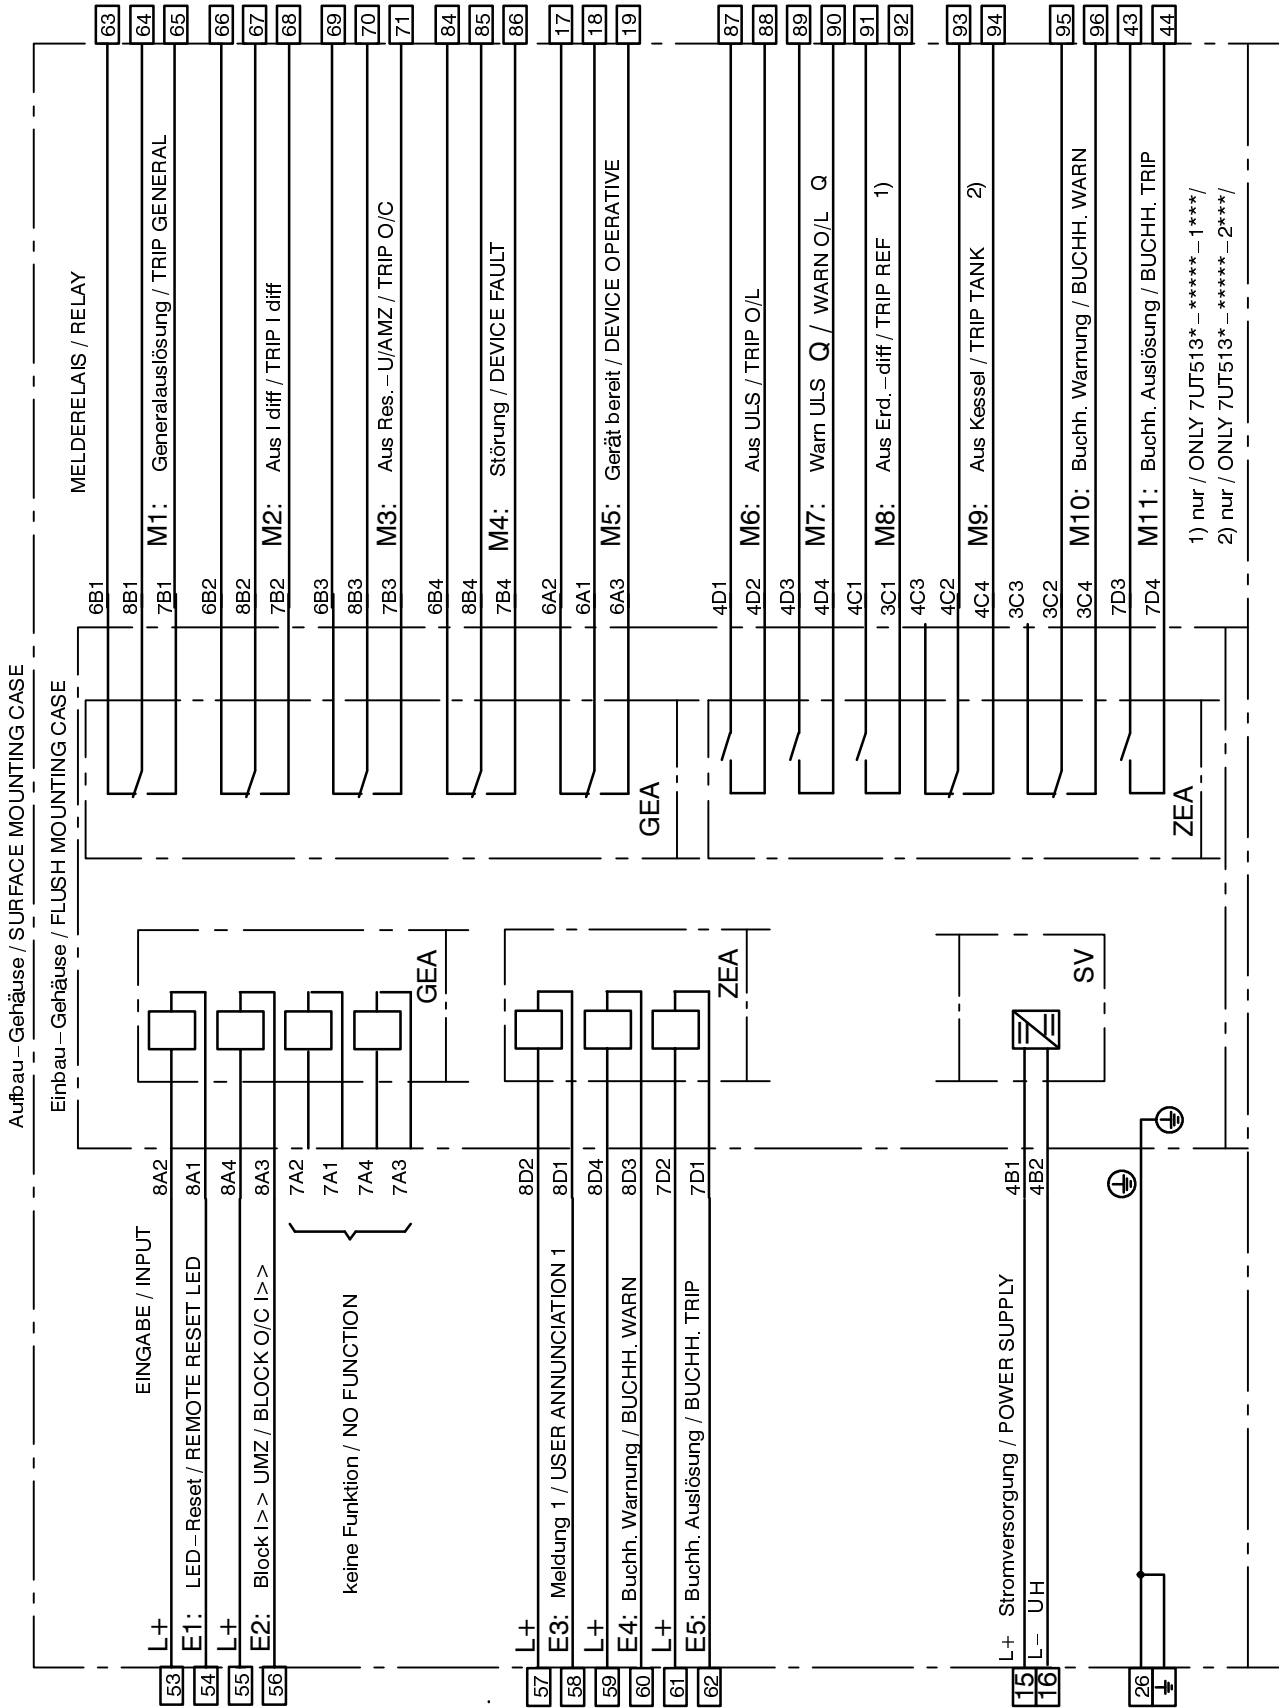 Aufbau–Gehäuse / SURFACE MOUNTING CASE
Einbau–Gehäuse / FLUSH MOUNTING CASE
EINGABE / INPUT
53 L+ 8A2
E1: LED–Reset / REMOTE RESET LED
54 8A1
55 L+ 8A4
E2: Block I>> UMZ / BLOCK O/C I>>
56 8A3
7A2
7A1
keine Funktion / NO FUNCTION
7A4
7A3
GEA
57 L+ 8D2
E3: Meldung 1 / USER ANNUNCIATION 1
58 8D1
59 L+ 8D4
E4: Buchh. Warnung / BUCHH. WARN
60 8D3
61 L+ 7D2
E5: Buchh. Auslösung / BUCHH. TRIP
62 7D1
ZEA
L+ Stromversorgung / POWER SUPPLY
15 4B1
L– UH
16 4B2
SV
26
MELDERELAIS / RELAY
6B1 63
8B1 64
M1: Generalauslösung / TRIP GENERAL
7B1 65
6B2 66
8B2 67
M2: Aus I diff / TRIP I diff
7B2 68
6B3 69
8B3 70
M3: Aus Res.–U/AMZ / TRIP O/C
7B3 71
6B4 84
8B4 85
M4: Störung / DEVICE FAULT
7B4 86
6A2 17
6A1 18
M5: Gerät bereit / DEVICE OPERATIVE
6A3 19
GEA
4D1 87
M6: Aus ULS / TRIP O/L
4D2 88
4D3 89
M7: Warn ULS Q / WARN O/L Q
4D4 90
4C1 91
M8: Aus Erd.–diff / TRIP REF 1)
3C1 92
4C3
4C2 93
M9: Aus Kessel / TRIP TANK 2)
4C4 94
3C3
3C2 95
M10: Buchh. Warnung / BUCHH. WARN
3C4 96
7D3 43
M11: Buchh. Auslösung / BUCHH. TRIP
7D4 44
ZEA
1) nur / ONLY 7UT513*–*****–1***/
2) nur / ONLY 7UT513*–*****–2***/